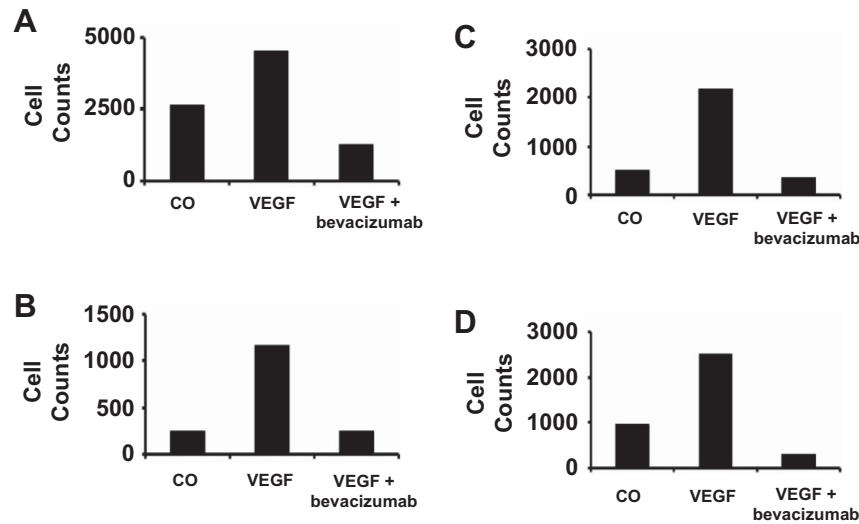 A
Cell
Counts
5000
2500
0
CO
VEGF
VEGF +
bevacizumab
B
Cell
Counts
1500
1000
500
0
CO
VEGF
VEGF +
bevacizumab
C
Cell
Counts
3000
2000
1000
0
CO
VEGF
VEGF +
bevacizumab
D
Cell
Counts
3000
2000
1000
0
CO
VEGF
VEGF +
bevacizumab